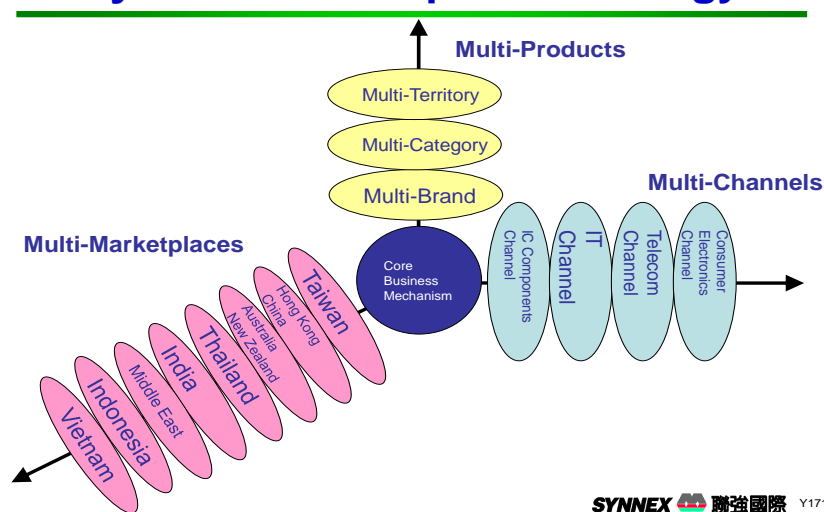 Multi-Products
Multi-Territory
Multi-Category
Multi-Brand
Multi-Channels
IC Components
Channel
IT
Channel
Telecom
Channel
Consumer
Electronics
Channel
Multi-Marketplaces
Core
Business
Mechanism
Taiwan
Hong Kong
China
Australia
New Zealand
Thailand
India
Middle East
Indonesia
Vietnam
SYNNEX 聯強國際 Y171